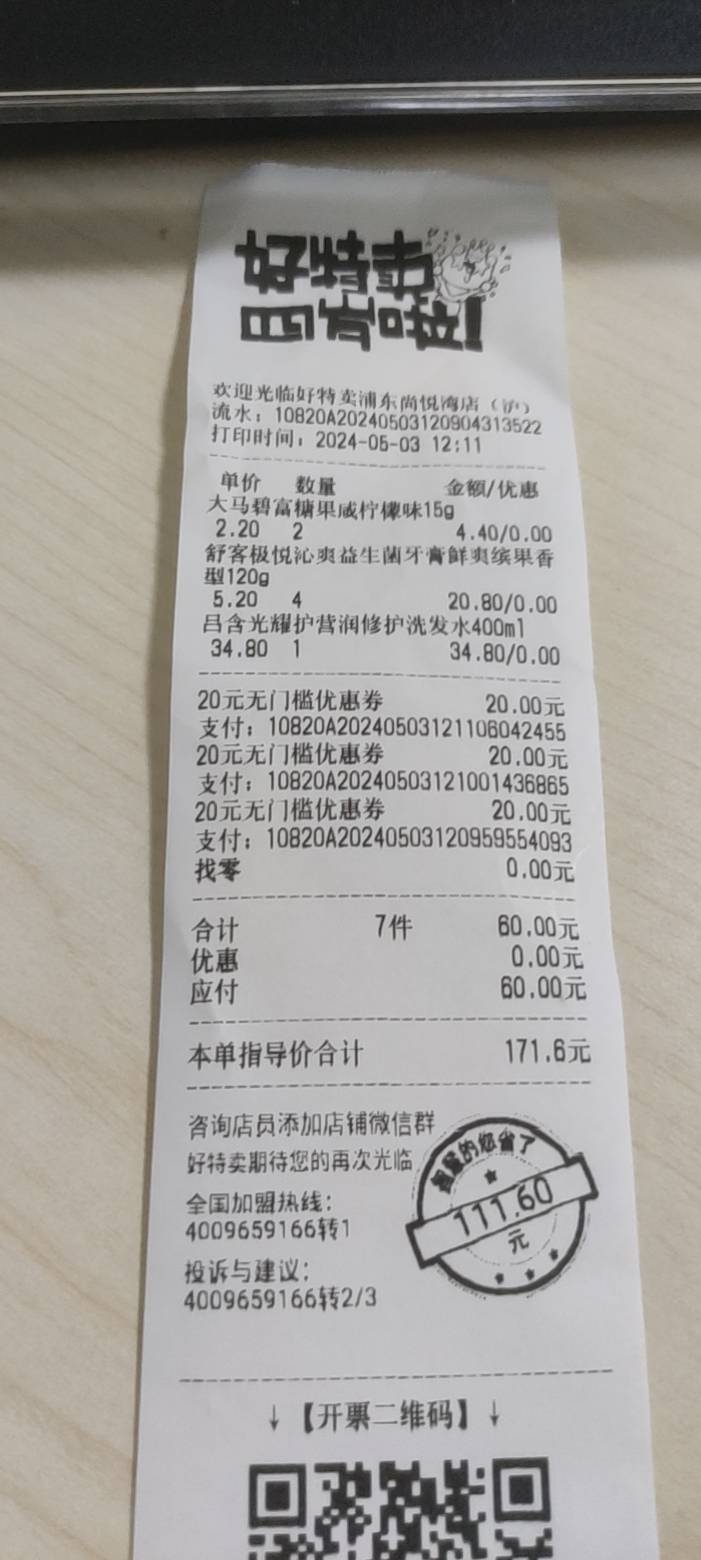 好特卖
欢迎光临好特卖浦东尚悦湾店（沪）
流水：10820A20240503120904313522
打印时间：2024-05-03 12:11
单价 数量 金额/优惠
大马碧富糖果咸柠檬味15g
2.20 2 4.40/0.00
舒客极悦沁爽益生菌牙膏鲜爽缤果香
型120g
5.20 4 20.80/0.00
吕含光耀护营润修护洗发水400ml
34.80 1 34.80/0.00
20元无门槛优惠券 20.00元
支付：10820A20240503121106042455
20元无门槛优惠券 20.00元
支付：10820A20240503121001436865
20元无门槛优惠券 20.00元
支付：10820A20240503120959554093
找零 0.00元
合计 7件 60.00元
优惠 0.00元
应付 60.00元
本单指导价合计 171.6元
咨询店员添加店铺微信群
好特卖期待您的再次光临
全国加盟热线：
4009659166转1
投诉与建议：
4009659166转2/3
的您省了
111.60
元
↓【开票二维码】↓